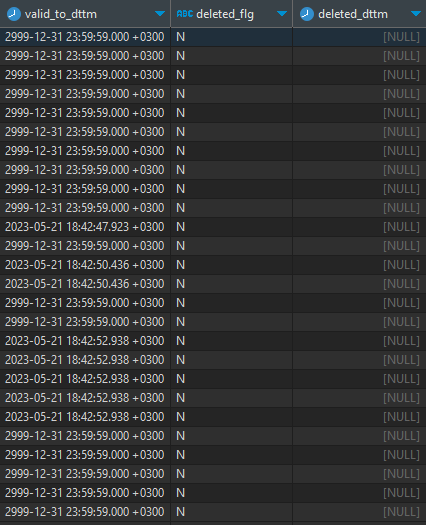 valid_to_dttm ABC deleted_flg deleted_dttm
2999-12-31 23:59:59.000 +0300 N [NULL]
2999-12-31 23:59:59.000 +0300 N [NULL]
2999-12-31 23:59:59.000 +0300 N [NULL]
2999-12-31 23:59:59.000 +0300 N [NULL]
2999-12-31 23:59:59.000 +0300 N [NULL]
2999-12-31 23:59:59.000 +0300 N [NULL]
2999-12-31 23:59:59.000 +0300 N [NULL]
2999-12-31 23:59:59.000 +0300 N [NULL]
2999-12-31 23:59:59.000 +0300 N [NULL]
2999-12-31 23:59:59.000 +0300 N [NULL]
2023-05-21 18:42:47.923 +0300 N [NULL]
2999-12-31 23:59:59.000 +0300 N [NULL]
2023-05-21 18:42:50.436 +0300 N [NULL]
2023-05-21 18:42:50.436 +0300 N [NULL]
2999-12-31 23:59:59.000 +0300 N [NULL]
2999-12-31 23:59:59.000 +0300 N [NULL]
2023-05-21 18:42:52.938 +0300 N [NULL]
2023-05-21 18:42:52.938 +0300 N [NULL]
2023-05-21 18:42:52.938 +0300 N [NULL]
2023-05-21 18:42:52.938 +0300 N [NULL]
2023-05-21 18:42:52.938 +0300 N [NULL]
2999-12-31 23:59:59.000 +0300 N [NULL]
2999-12-31 23:59:59.000 +0300 N [NULL]
2999-12-31 23:59:59.000 +0300 N [NULL]
2999-12-31 23:59:59.000 +0300 N [NULL]
2999-12-31 23:59:59.000 +0300 N [NULL]